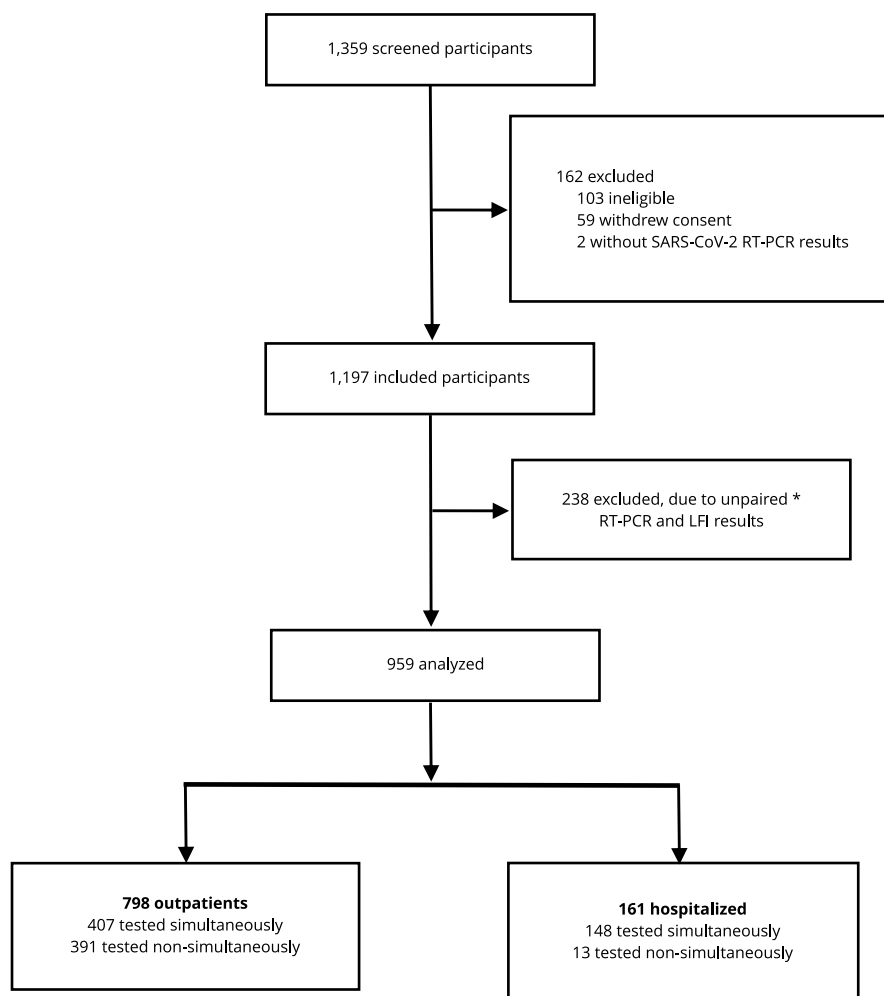 1,359 screened participants
162 excluded
103 ineligible
59 withdrew consent
2 without SARS-CoV-2 RT-PCR results
1,197 included participants
238 excluded, due to unpaired *
RT-PCR and LFI results
959 analyzed
798 outpatients
407 tested simultaneously
391 tested non-simultaneously
161 hospitalized
148 tested simultaneously
13 tested non-simultaneously